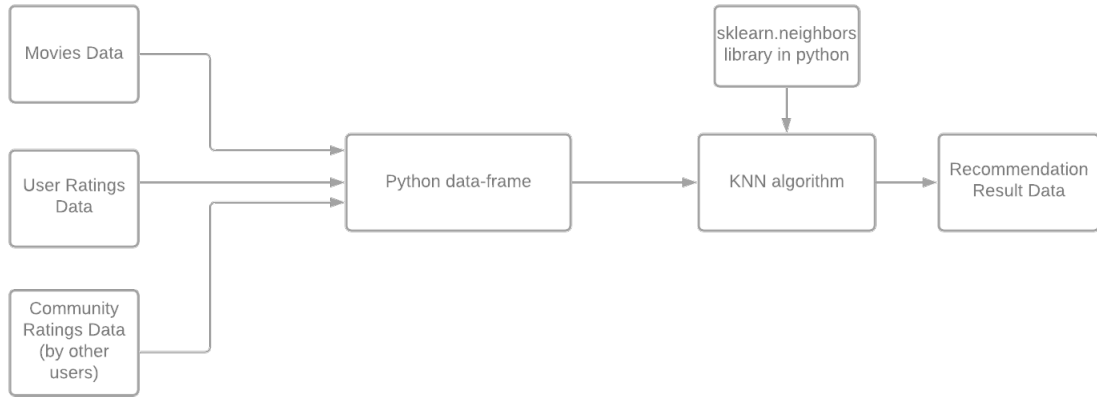 Movies Data
sklearn.neighbors
library in python
User Ratings
Data
Python data-frame
KNN algorithm
Recommendation
Result Data
Community
Ratings Data
(by other
users)